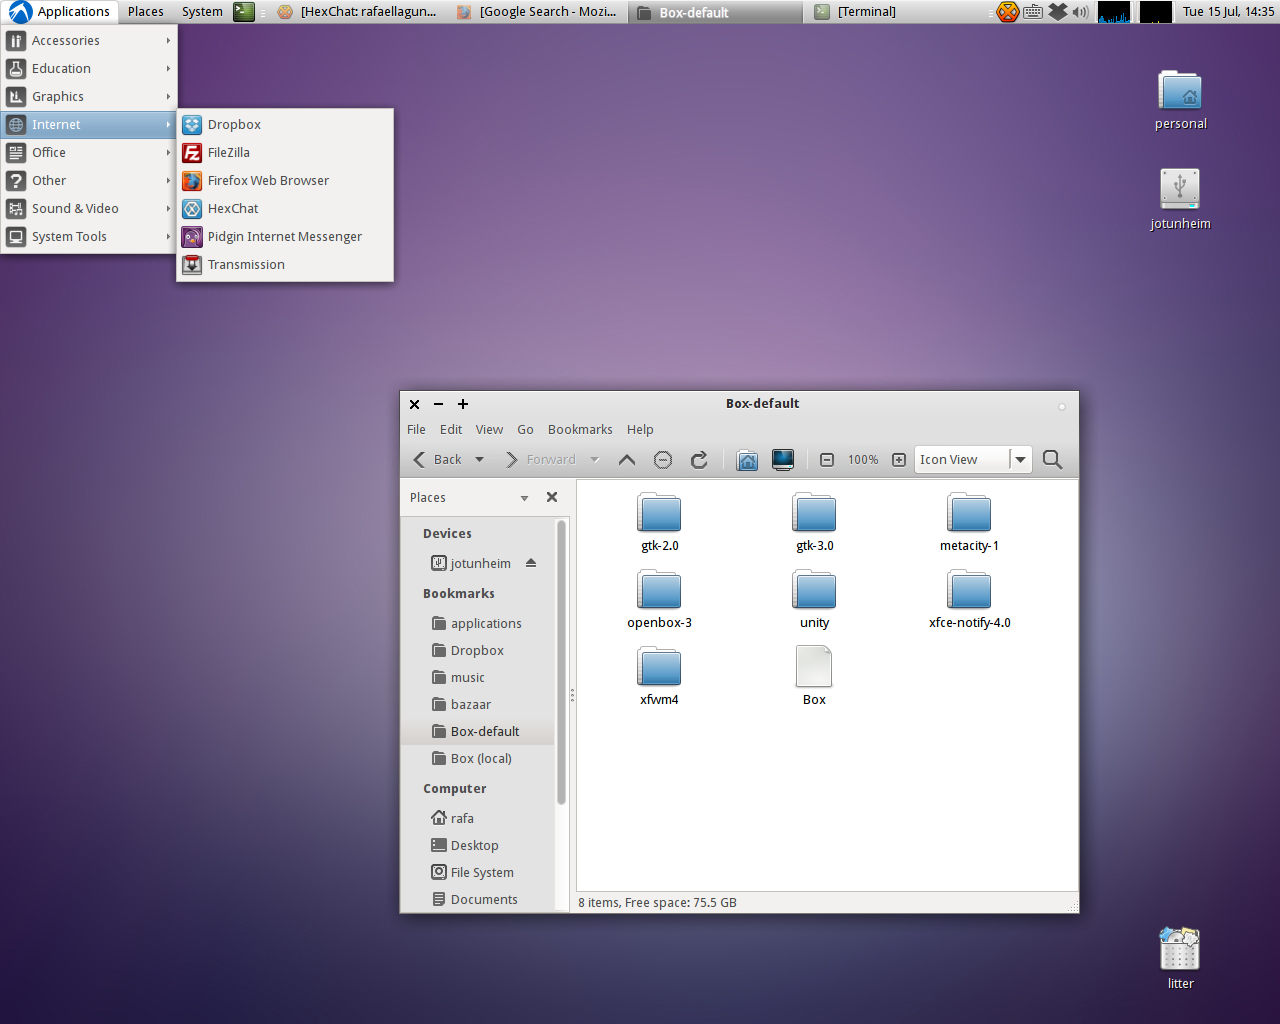 Applications Places System [HexChat: rafaellagun... [Google Search - Mozi... Box-default [Terminal] Tue 15 Jul, 14:35
Accessories
Education
Graphics
Internet
Office
Other
Sound & Video
System Tools
Dropbox
FileZilla
Firefox Web Browser
HexChat
Pidgin Internet Messenger
Transmission
personal
jotunheim
Box-default
File Edit View Go Bookmarks Help
Back Forward 100% Icon View
Places
Devices
jotunheim
Bookmarks
applications
Dropbox
music
bazaar
Box-default
Box (local)
Computer
rafa
Desktop
File System
Documents
gtk-2.0 gtk-3.0 metacity-1
openbox-3 unity xfce-notify-4.0
xfwm4 Box
8 items, Free space: 75.5 GB
litter